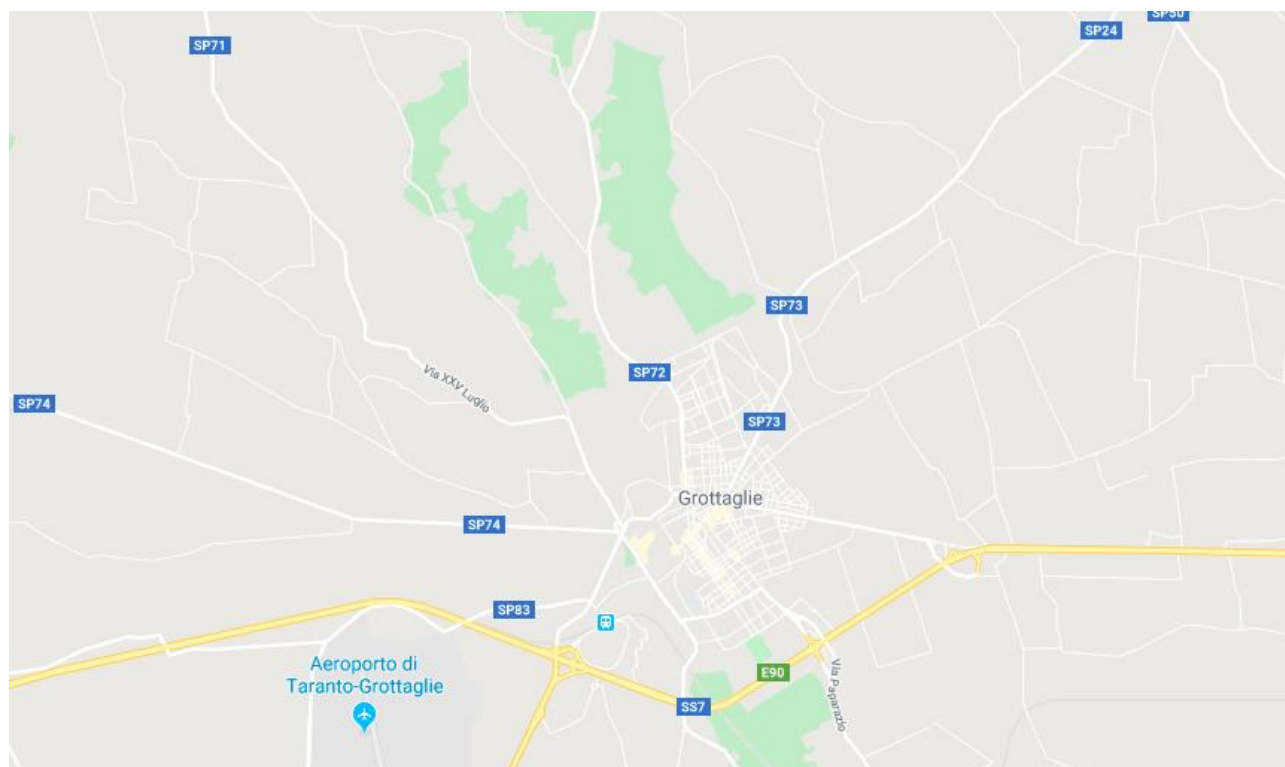 SP50
SP24
SP71
SP73
SP72
Via XXV Luglio
SP74
SP73
Grottaglie
SP74
SP83
Aeroporto di
Taranto-Grottaglie
E90
SS7
Via Paparazio